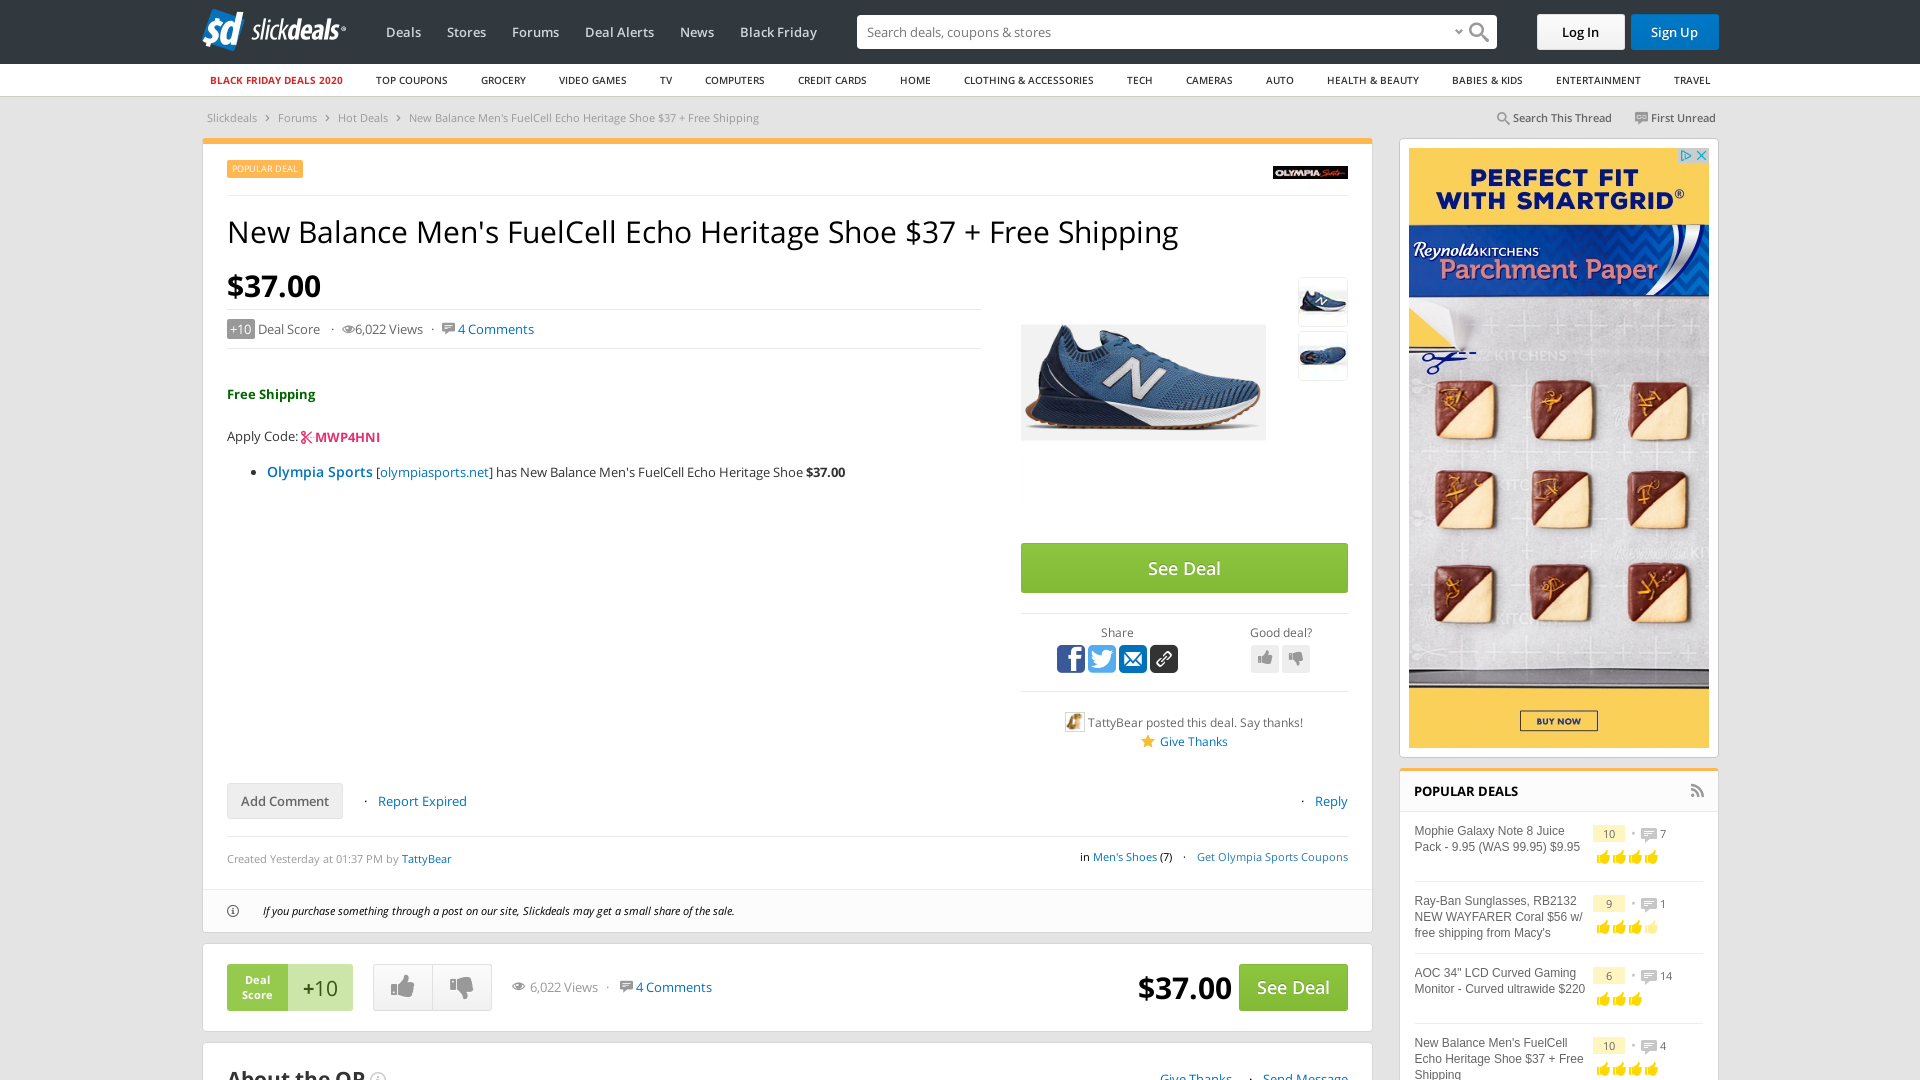 sd slickdeals
Deals Stores Forums Deal Alerts News Black Friday
Search deals, coupons & shops
Log In
Sign Up
BLACK FRIDAY DEALS 2020 TOP COUPONS GROCERY VIDEO GAMES TV COMPUTERS CREDIT CARDS HOME CLOTHING & ACCESSORIES TECH CAMERAS AUTO HEALTH & BEAUTY BABIES & KIDS ENTERTAINMENT TRAVEL
Slickdeals › Forums › Hot Deals › New Balance Men's FuelCell Echo Heritage Shoe $37 + Free Shipping
Search This Thread
First Unread
POPULAR DEAL
OLYMPIA Sports
New Balance Men's FuelCell Echo Heritage Shoe $37 + Free Shipping
$37.00
+10 Deal Score · 6,022 Views · 4 Comments
Free Shipping
Apply Code: MWP4HNI
• Olympia Sports [olympiasports.net] has New Balance Men's FuelCell Echo Heritage Shoe $37.00
See Deal
Share
Good deal?
TattyBear posted this deal. Say thanks!
Give Thanks
Add Comment · Report Expired
· Reply
Created Yesterday at 01:37 PM by TattyBear
in Men's Shoes (7) · Get Olympia Sports Coupons
If you purchase something through a post on our site, Slickdeals may get a small share of the sale.
Deal
Score
+10
6,022 Views · 4 Comments
$37.00
See Deal
About the OP
Give Thanks · Send Message
PERFECT FIT
WITH SMARTGRID®
Reynolds KITCHENS
Parchment Paper
KITCHENS
BUY NOW
POPULAR DEALS
Mophie Galaxy Note 8 Juice
Pack - 9.95 (WAS 99.95) $9.95
10 • 7
Ray-Ban Sunglasses, RB2132
NEW WAYFARER Coral $56 w/
free shipping from Macy's
9 • 1
AOC 34" LCD Curved Gaming
Monitor - Curved ultrawide $220
6 • 14
New Balance Men's FuelCell
Echo Heritage Shoe $37 + Free
Shipping
10 • 4